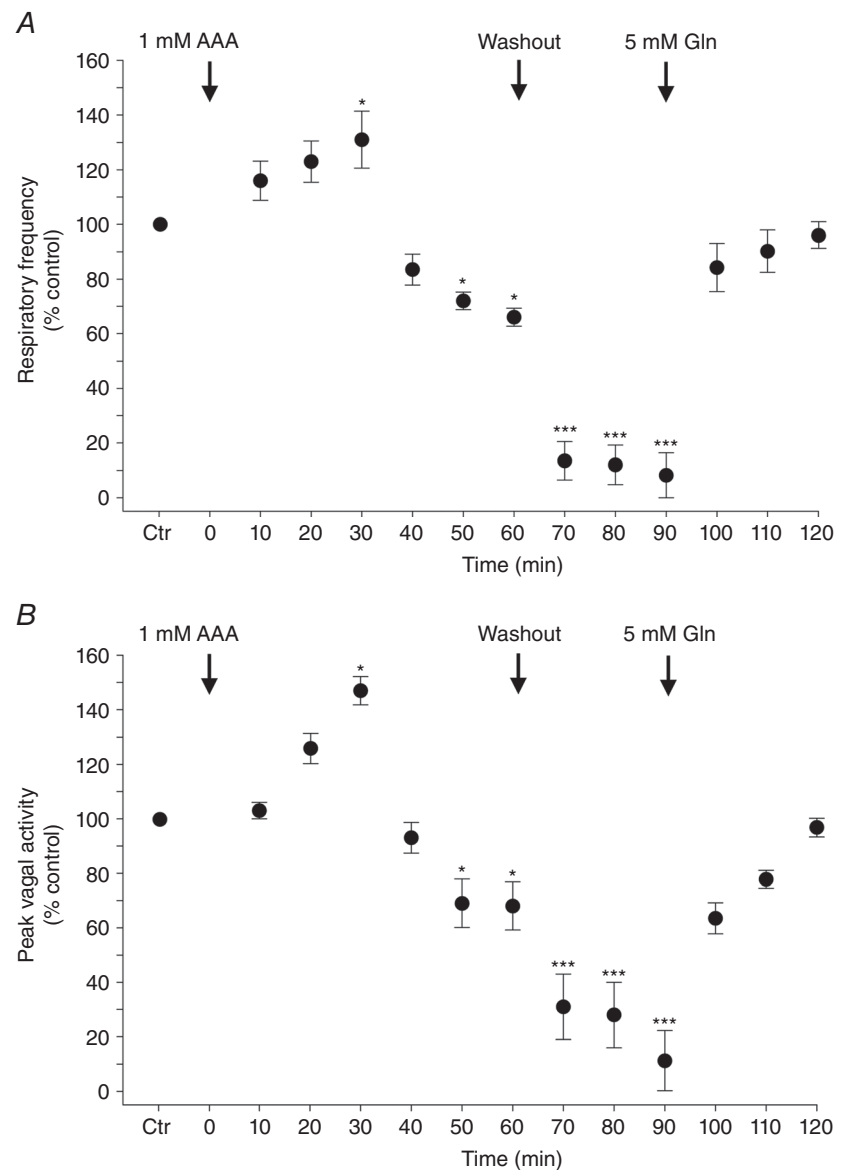 A
1 mM AAA
Washout
5 mM Gln
160
140
120
100
80
60
40
20
0
Respiratory frequency
(% control)
*
*
*
***
***
***
Ctr 0 10 20 30 40 50 60 70 80 90 100 110 120
Time (min)
B
1 mM AAA
Washout
5 mM Gln
160
140
120
100
80
60
40
20
0
Peak vagal activity
(% control)
*
*
*
***
***
***
Ctr 0 10 20 30 40 50 60 70 80 90 100 110 120
Time (min)